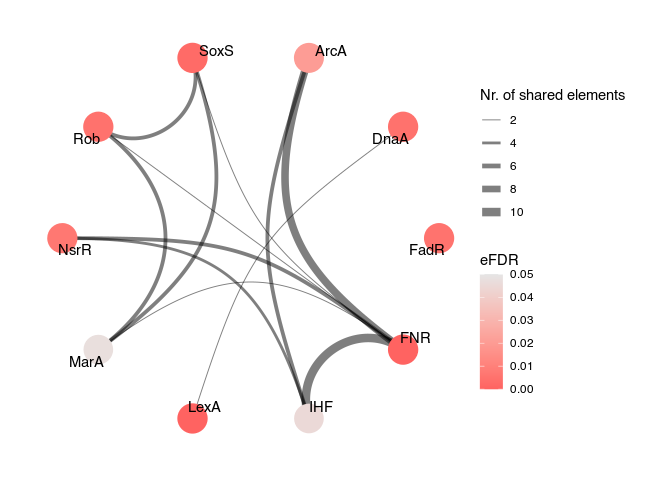 SoxS
ArcA
Rob
DnaA
NsrR
FadR
MarA
FNR
LexA
IHF
Nr. of shared elements
2
4
6
8
10
eFDR
0.05
0.04
0.03
0.02
0.01
0.00